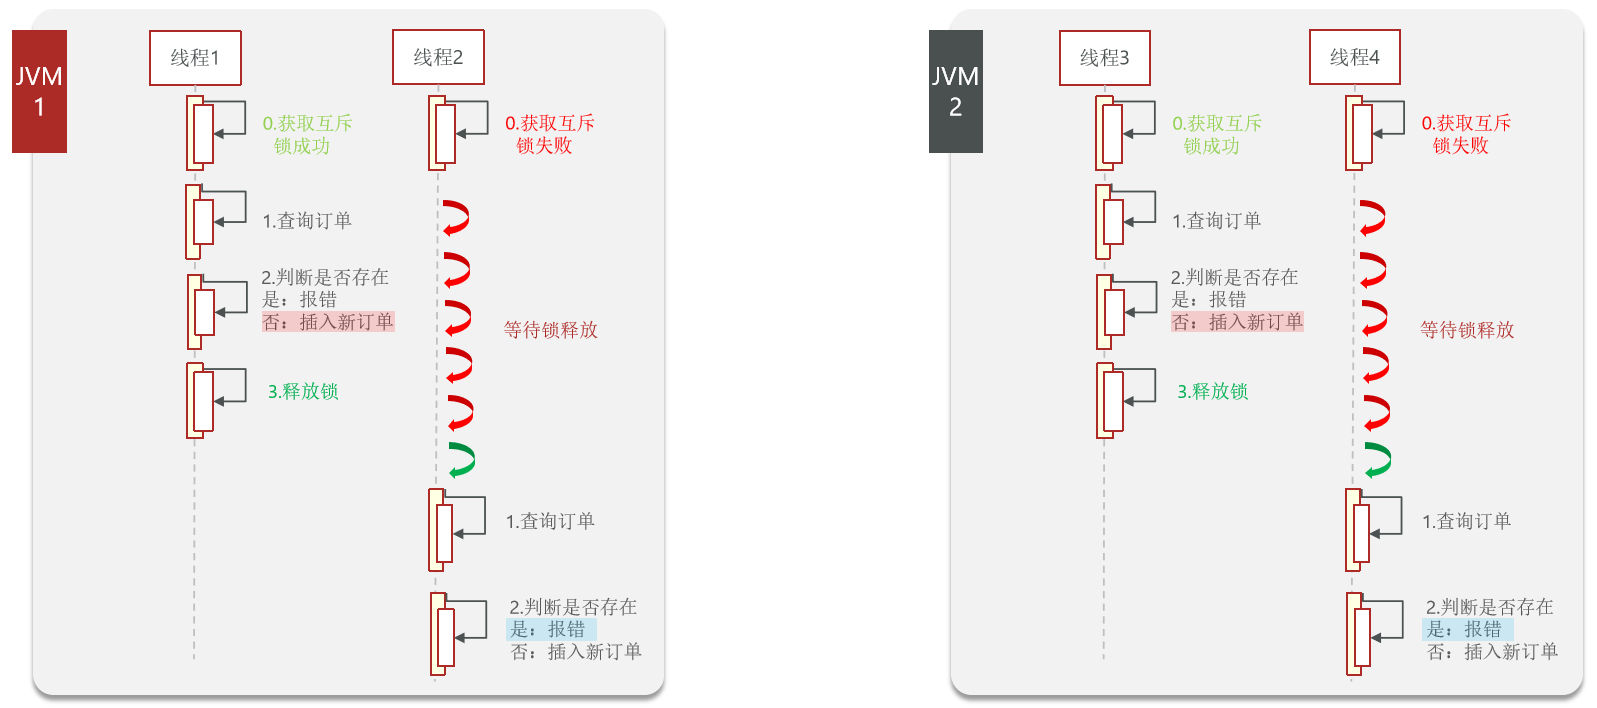 JVM
1
线程1
线程2
0.获取互斥
锁成功
0.获取互斥
锁失败
1.查询订单
2.判断是否存在
是：报错
否：插入新订单
等待锁释放
3.释放锁
1.查询订单
2.判断是否存在
是：报错
否：插入新订单
JVM
2
线程3
线程4
0.获取互斥
锁成功
0.获取互斥
锁失败
1.查询订单
2.判断是否存在
是：报错
否：插入新订单
等待锁释放
3.释放锁
1.查询订单
2.判断是否存在
是：报错
否：插入新订单